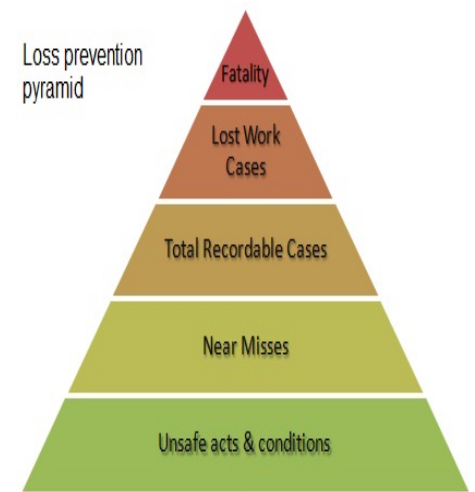 Loss prevention
pyramid
Fatality
Lost Work
Cases
Total Recordable Cases
Near Misses
Unsafe acts & conditions